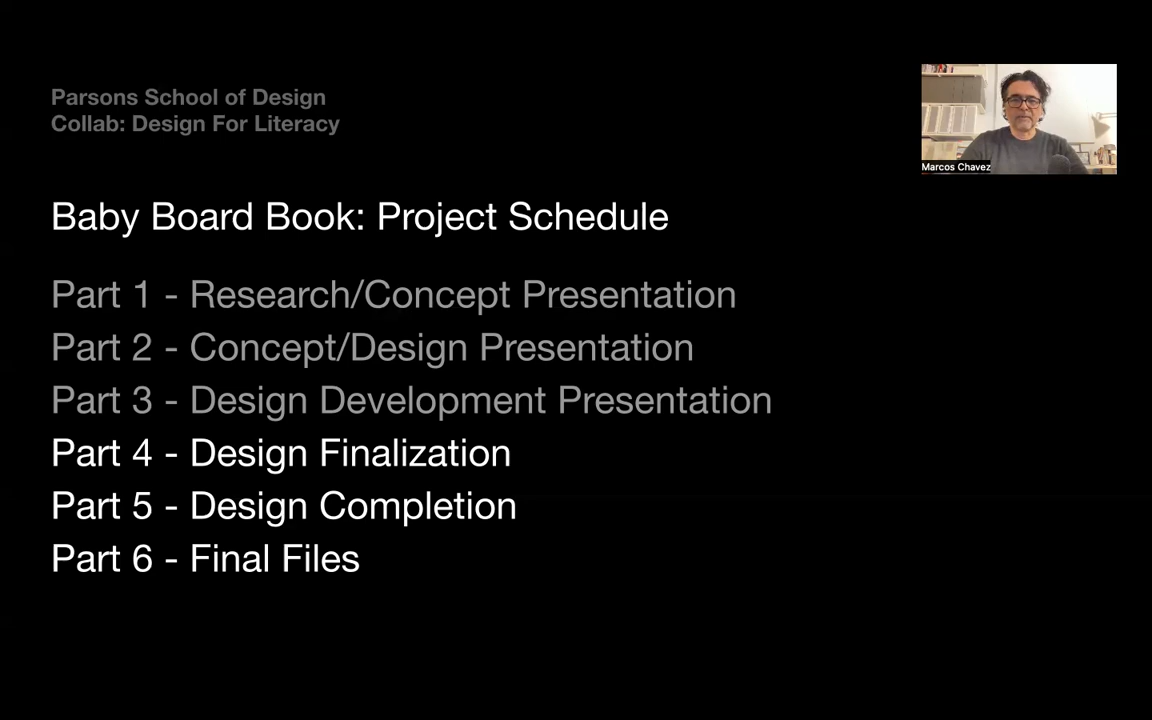 Parsons School of Design
Collab: Design For Literacy
Marcos Chavez
Baby Board Book: Project Schedule
Part 1 - Research/Concept Presentation
Part 2 - Concept/Design Presentation
Part 3 - Design Development Presentation
Part 4 - Design Finalization
Part 5 - Design Completion
Part 6 - Final Files